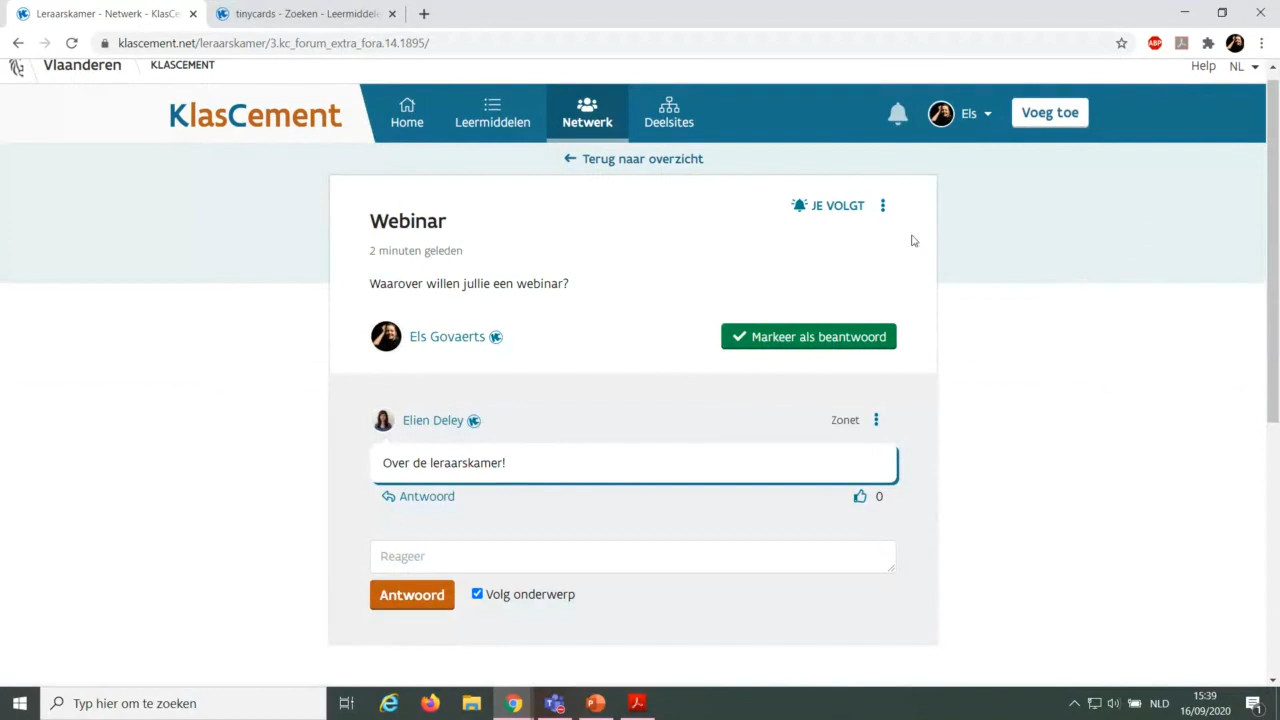 Leraarskamer - Netwerk - KlasCe
tinycards - Zoeken - Leermiddele
klascement.net/leraarskamer/3.kc_forum_extra_fora.14.1895/
ABP
Vlaanderen
KLASCEMENT
Help
NL
KlasCement
Home
Leermiddelen
Netwerk
Deelsites
Els
Voeg toe
Terug naar overzicht
Webinar
JE VOLGT
2 minuten geleden
Waarover willen jullie een webinar?
Els Govaerts
Markeer als beantwoord
Elien Deley
Zonet
Over de leraarskamer!
Antwoord
0
Reageer
Antwoord
Volg onderwerp
Typ hier om te zoeken
NLD
15:39
16/09/2020
1